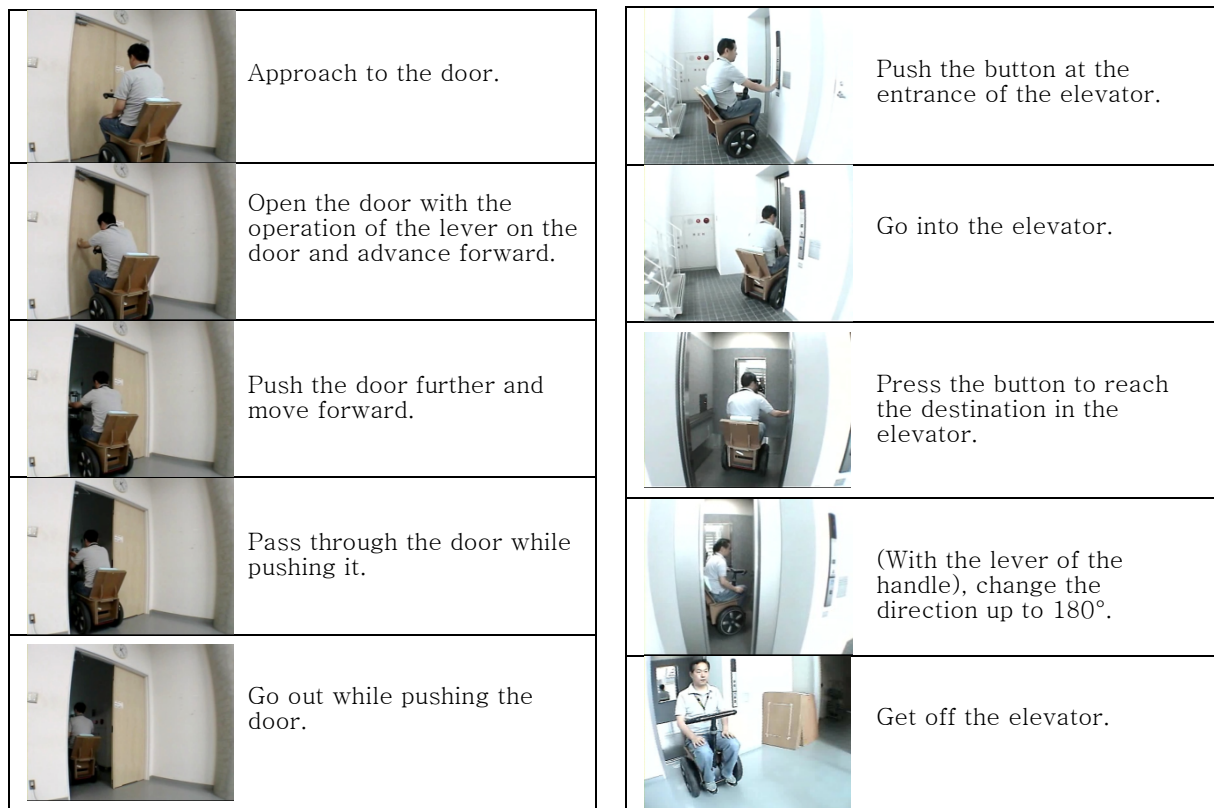 Approach to the door.
Open the door with the
operation of the lever on the
door and advance forward.
Push the door further and
move forward.
Pass through the door while
pushing it.
Go out while pushing the
door.
Push the button at the
entrance of the elevator.
Go into the elevator.
Press the button to reach
the destination in the
elevator.
(With the lever of the
handle), change the
direction up to 180°.
Get off the elevator.